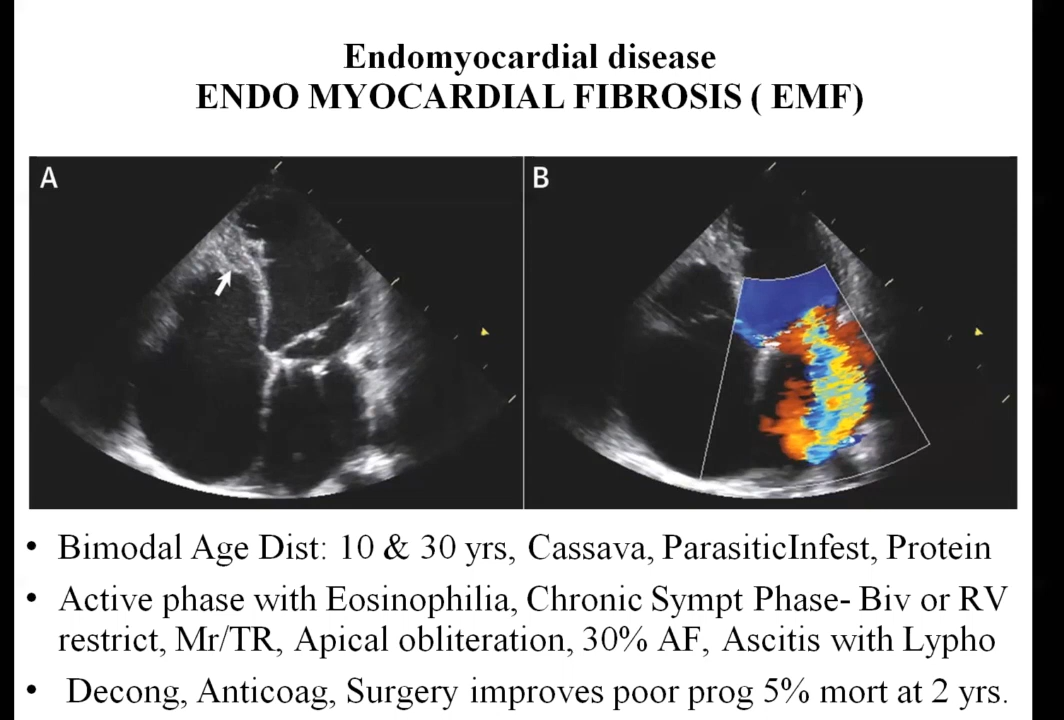 Endomyocardial disease
ENDO MYOCARDIAL FIBROSIS ( EMF)
A
B
• Bimodal Age Dist: 10 & 30 yrs, Cassava, ParasiticInfest, Protein
• Active phase with Eosinophilia, Chronic Sympt Phase- Biv or RV
restrict, Mr/TR, Apical obliteration, 30% AF, Ascitis with Lypho
• Decong, Anticoag, Surgery improves poor prog 5% mort at 2 yrs.